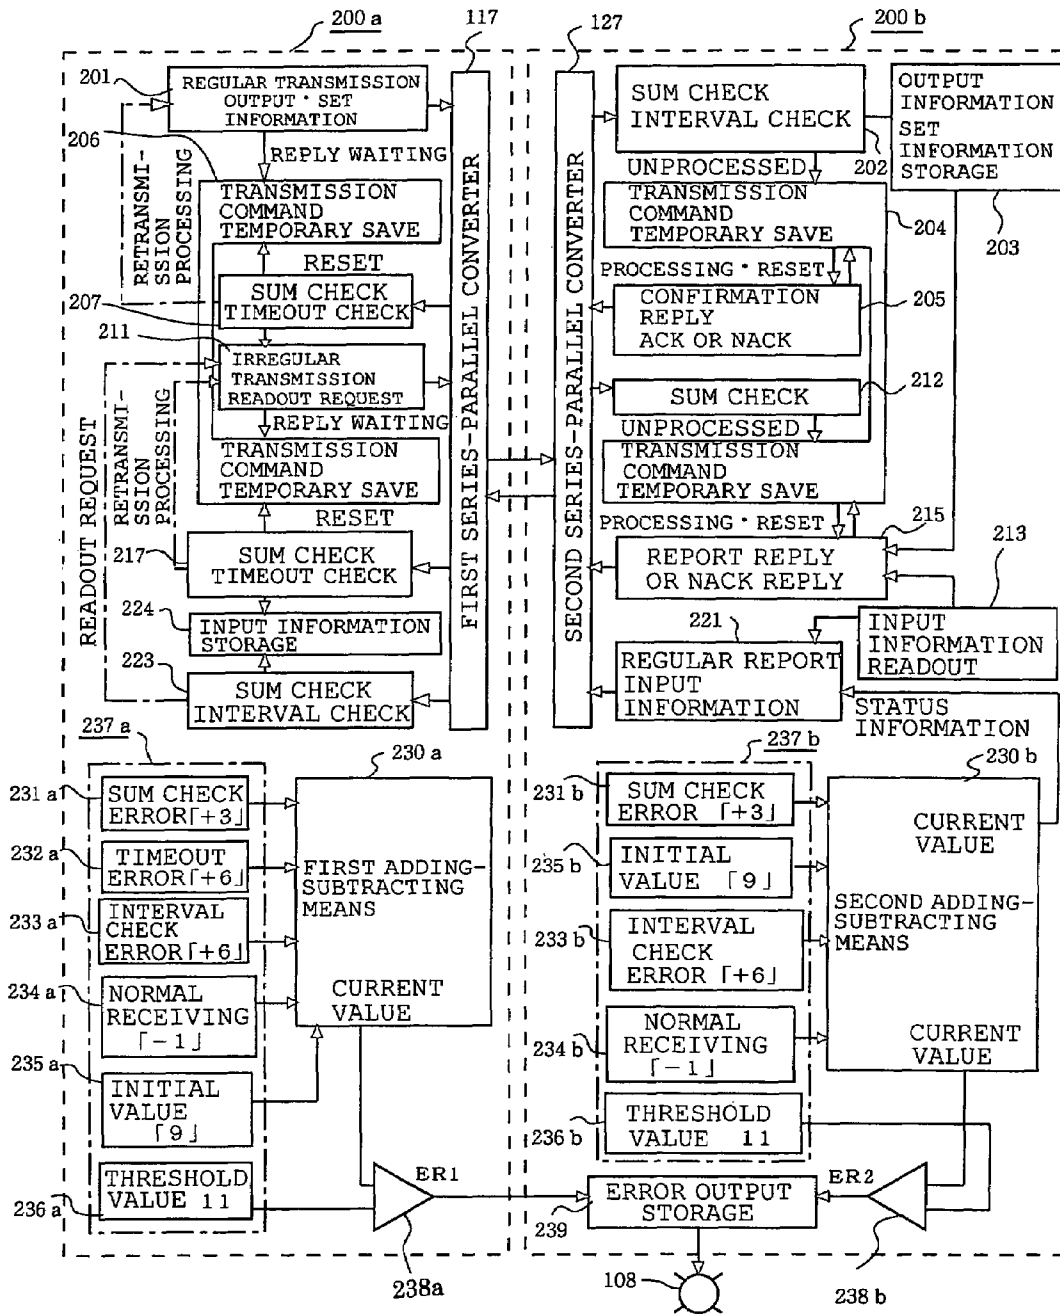 200 a
117
127
200 b
201
REGULAR TRANSMISSION
OUTPUT・SET
INFORMATION
206
REPLY WAITING
TRANSMISSION
COMMAND
TEMPORARY SAVE
RETRANSMI-
SSION
PROCESSING
RESET
207
SUM CHECK
TIMEOUT CHECK
211
IRREGULAR
TRANSMISSION
READOUT REQUEST
REPLY WAITING
TRANSMISSION
COMMAND
TEMPORARY SAVE
READOUT REQUEST
RETRANSMI-
SSION
PROCESSING
RESET
217
SUM CHECK
TIMEOUT CHECK
224
INPUT INFORMATION
STORAGE
223
SUM CHECK
INTERVAL CHECK
FIRST SERIES-PARALLEL CONVERTER
SECOND SERIES-PARALLEL CONVERTER
SUM CHECK
INTERVAL CHECK
202
OUTPUT
INFORMATION
SET
INFORMATION
STORAGE
203
UNPROCESSED
TRANSMISSION
COMMAND
TEMPORARY SAVE
204
PROCESSING・RESET
CONFIRMATION
REPLY
ACK OR NACK
205
SUM CHECK
212
UNPROCESSED
TRANSMISSION
COMMAND
TEMPORARY SAVE
PROCESSING・RESET
215
REPORT REPLY
OR NACK REPLY
213
INPUT
INFORMATION
READOUT
221
REGULAR REPORT
INPUT
INFORMATION
STATUS
INFORMATION
237 a
230 a
231 a
SUM CHECK
ERROR「+3」
232 a
TIMEOUT
ERROR「+6」
233 a
INTERVAL
CHECK
ERROR「+6」
234 a
NORMAL
RECEIVING
「-1」
235 a
INITIAL
VALUE
「9」
236 a
THRESHOLD
VALUE 11
FIRST ADDING-
SUBTRACTING
MEANS
CURRENT
VALUE
ER1
238a
237 b
230 b
231 b
SUM CHECK
ERROR 「+3」
235 b
INITIAL
VALUE 「9」
233 b
INTERVAL
CHECK
ERROR「+6」
234 b
NORMAL
RECEIVING
「-1」
236 b
THRESHOLD
VALUE 11
CURRENT
VALUE
SECOND ADDING-
SUBTRACTING
MEANS
CURRENT
VALUE
ER2
238 b
239
ERROR OUTPUT
STORAGE
108